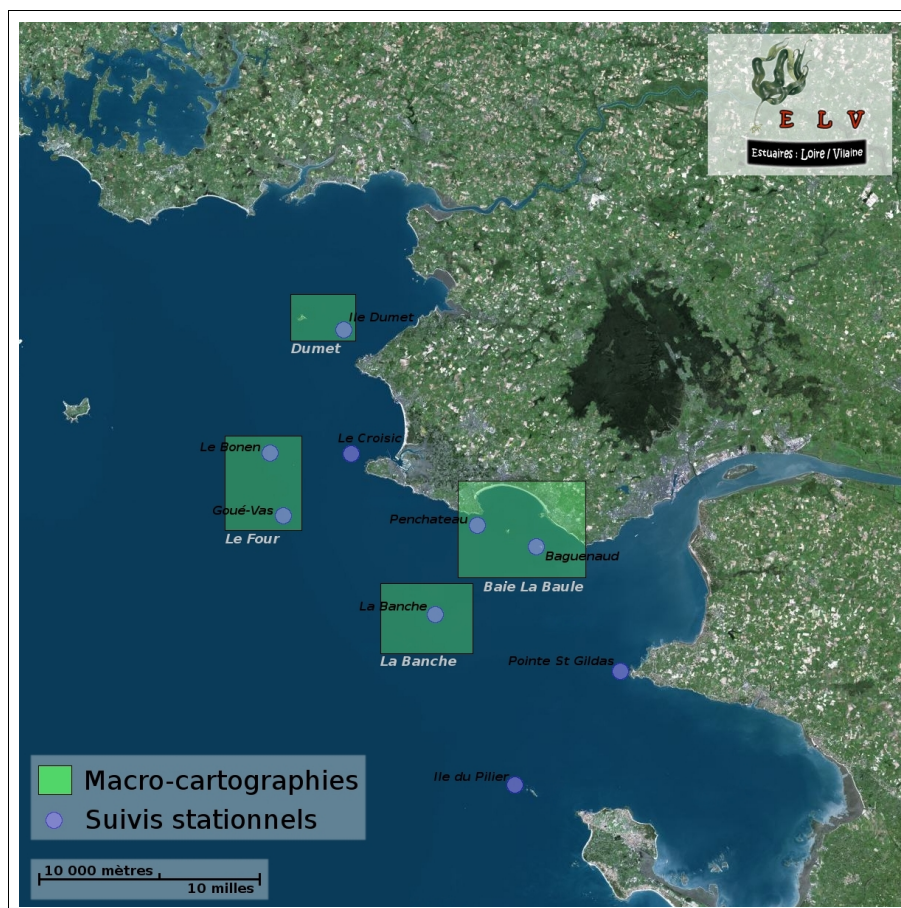 E L V
Estuaires : Loire / Vilaine
Ile Dumet
Dumet
Le Bonen
Le Croisic
Goué-Vas
Le Four
Penchateau
Baguenaud
Baie La Baule
La Banche
La Banche
Pointe St Gildas
Ile du Pilier
Macro-cartographies
Suivis stationnels
10 000 mètres
10 milles